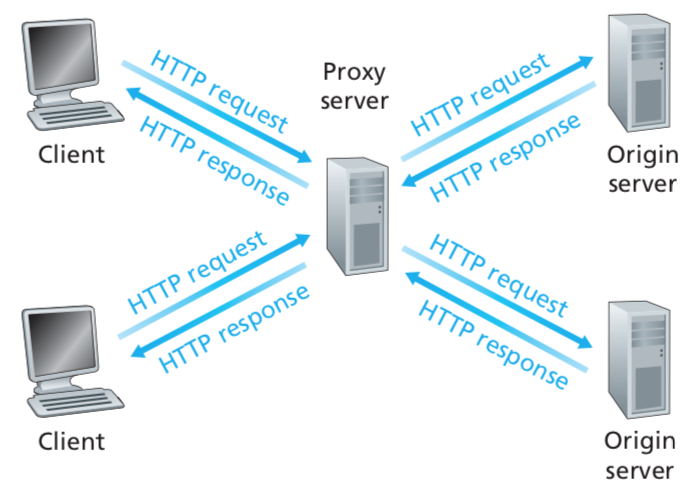 HTTP request
HTTP response
Client
Proxy
server
HTTP request
HTTP response
Origin
server
HTTP request
HTTP response
Client
HTTP request
HTTP response
Origin
server